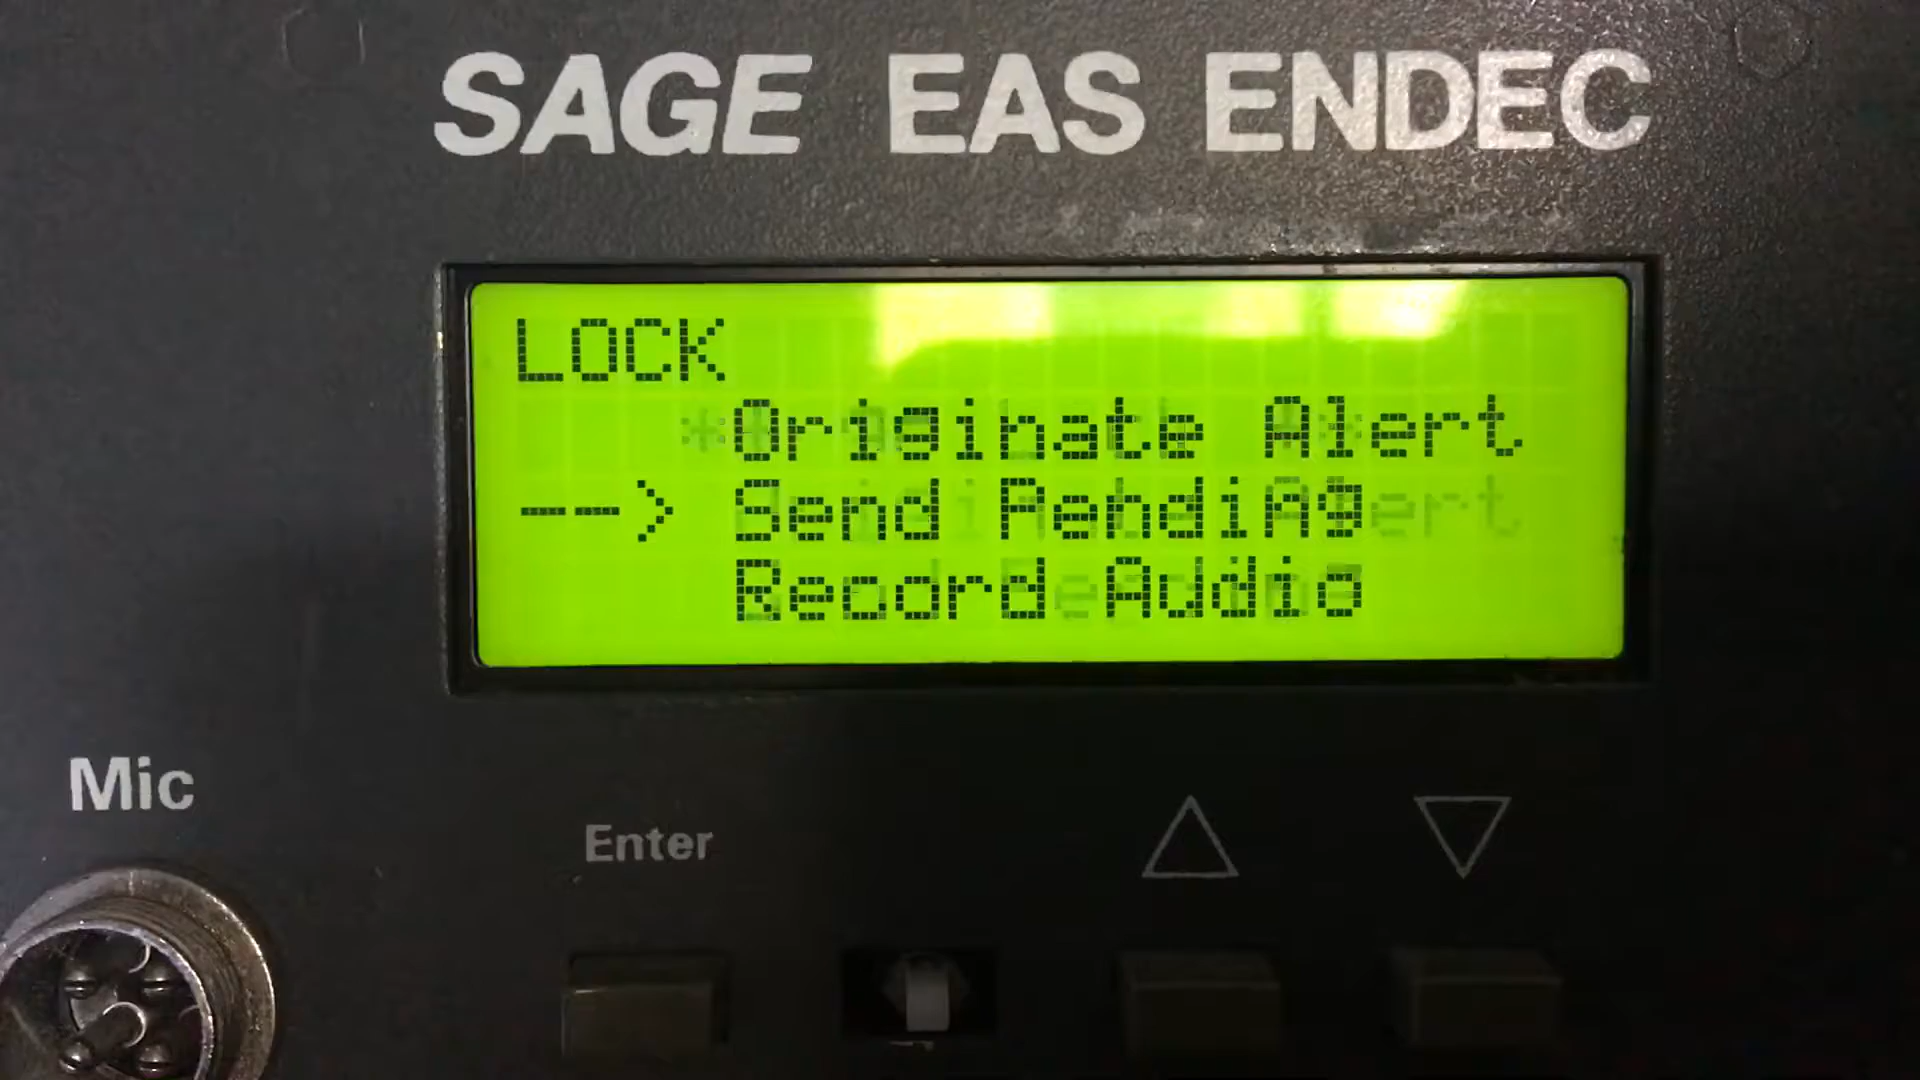 SAGE EAS ENDEC
LOCK
Originate Alert
--> Send
Record Audio
Mic
Enter